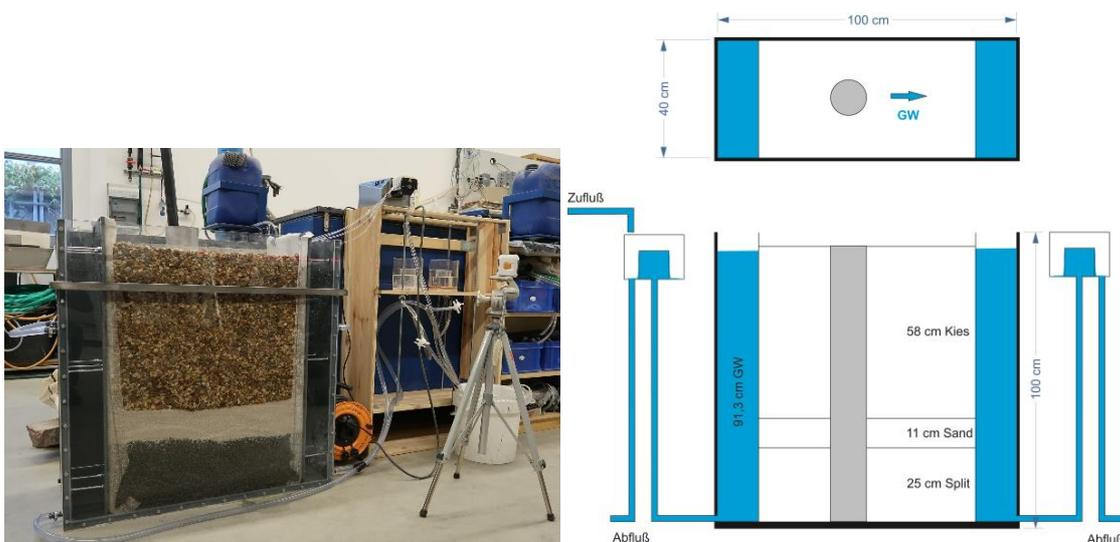 100 cm
40 cm
GW
Zufluß
91,3 cm GW
58 cm Kies
11 cm Sand
25 cm Split
100 cm
Abfluß
Abfluß